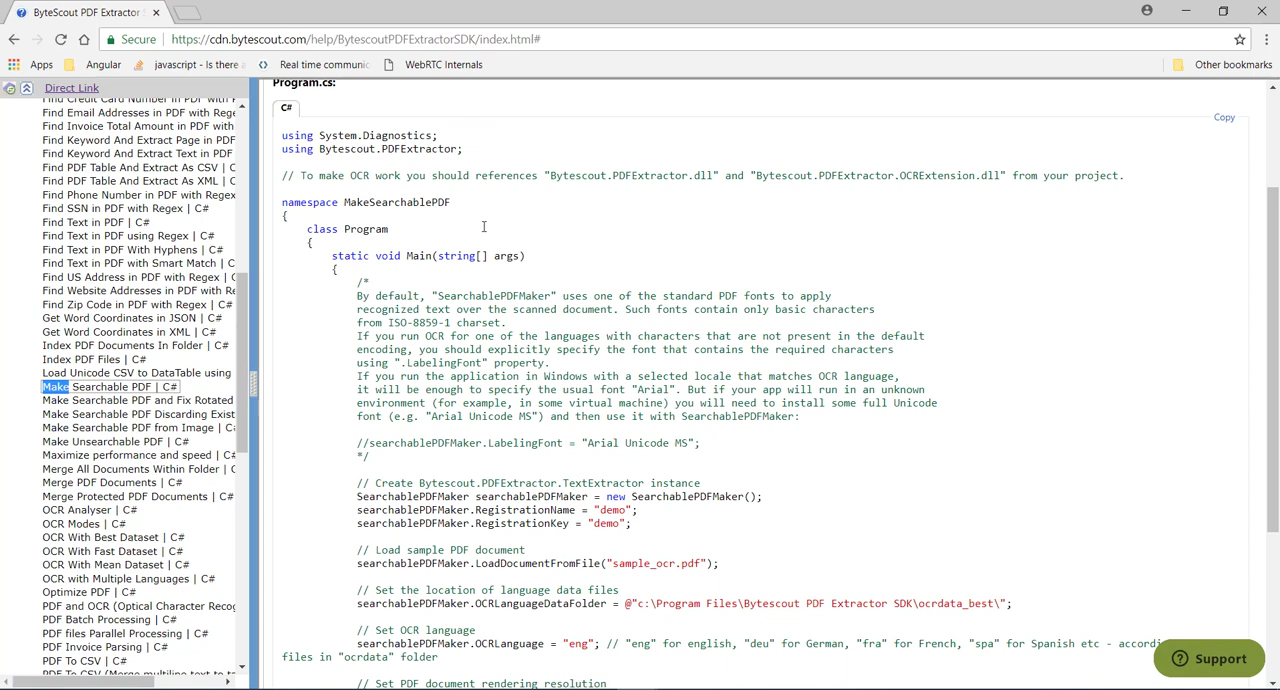 ByteScout PDF Extractor
Secure
https://cdn.bytescout.com/help/BytescoutPDFExtractorSDK/index.html#
Apps
Angular
javascript - Is there a
Real time communic
WebRTC Internals
Other bookmarks
Direct Link
Find Credit Card Number in PDF with
Find Email Addresses in PDF with Rege
Find Invoice Total Amount in PDF with
Find Keyword And Extract Page in PDF
Find Keyword And Extract Text in PDF
Find PDF Table And Extract As CSV | C
Find PDF Table And Extract As XML | C
Find Phone Number in PDF with Regex
Find SSN in PDF with Regex | C#
Find Text in PDF | C#
Find Text in PDF using Regex | C#
Find Text in PDF With Hyphens | C#
Find Text in PDF with Smart Match | C
Find US Address in PDF with Regex | C
Find Website Addresses in PDF with Re
Find Zip Code in PDF with Regex | C#
Get Word Coordinates in JSON | C#
Get Word Coordinates in XML | C#
Index PDF Documents In Folder | C#
Index PDF Files | C#
Load Unicode CSV to DataTable using
Make Searchable PDF | C#
Make Searchable PDF and Fix Rotated
Make Searchable PDF Discarding Exist
Make Searchable PDF from Image | C
Make Unsearchable PDF | C#
Maximize performance and speed | C#
Merge All Documents Within Folder | C
Merge PDF Documents | C#
Merge Protected PDF Documents | C#
OCR Analyser | C#
OCR Modes | C#
OCR With Best Dataset | C#
OCR With Fast Dataset | C#
OCR With Mean Dataset | C#
OCR with Multiple Languages | C#
Optimize PDF | C#
PDF and OCR (Optical Character Recog
PDF Batch Processing | C#
PDF files Parallel Processing | C#
PDF Invoice Parsing | C#
PDF To CSV | C#
PDF To CSV (Merge multiline text to ta
Program.cs:
C#
Copy
using System.Diagnostics;
using Bytescout.PDFExtractor;
// To make OCR work you should references "Bytescout.PDFExtractor.dll" and "Bytescout.PDFExtractor.OCRExtension.dll" from your project.
namespace MakeSearchablePDF
{
class Program
{
static void Main(string[] args)
{
/*
By default, "SearchablePDFMaker" uses one of the standard PDF fonts to apply
recognized text over the scanned document. Such fonts contain only basic characters
from ISO-8859-1 charset.
If you run OCR for one of the languages with characters that are not present in the default
encoding, you should explicitly specify the font that contains the required characters
using ".LabelingFont" property.
If you run the application in Windows with a selected locale that matches OCR language,
it will be enough to specify the usual font "Arial". But if your app will run in an unknown
environment (for example, in some virtual machine) you will need to install some full Unicode
font (e.g. "Arial Unicode MS") and then use it with SearchablePDFMaker:
//searchablePDFMaker.LabelingFont = "Arial Unicode MS";
*/
// Create Bytescout.PDFExtractor.TextExtractor instance
SearchablePDFMaker searchablePDFMaker = new SearchablePDFMaker();
searchablePDFMaker.RegistrationName = "demo";
searchablePDFMaker.RegistrationKey = "demo";
// Load sample PDF document
searchablePDFMaker.LoadDocumentFromFile("sample_ocr.pdf");
// Set the location of language data files
searchablePDFMaker.OCRLanguageDataFolder = @"c:\Program Files\Bytescout PDF Extractor SDK\ocrdata_best\";
// Set OCR language
searchablePDFMaker.OCRLanguage = "eng"; // "eng" for english, "deu" for German, "fra" for French, "spa" for Spanish etc - accordi
files in "ocrdata" folder
// Set PDF document rendering resolution
Support